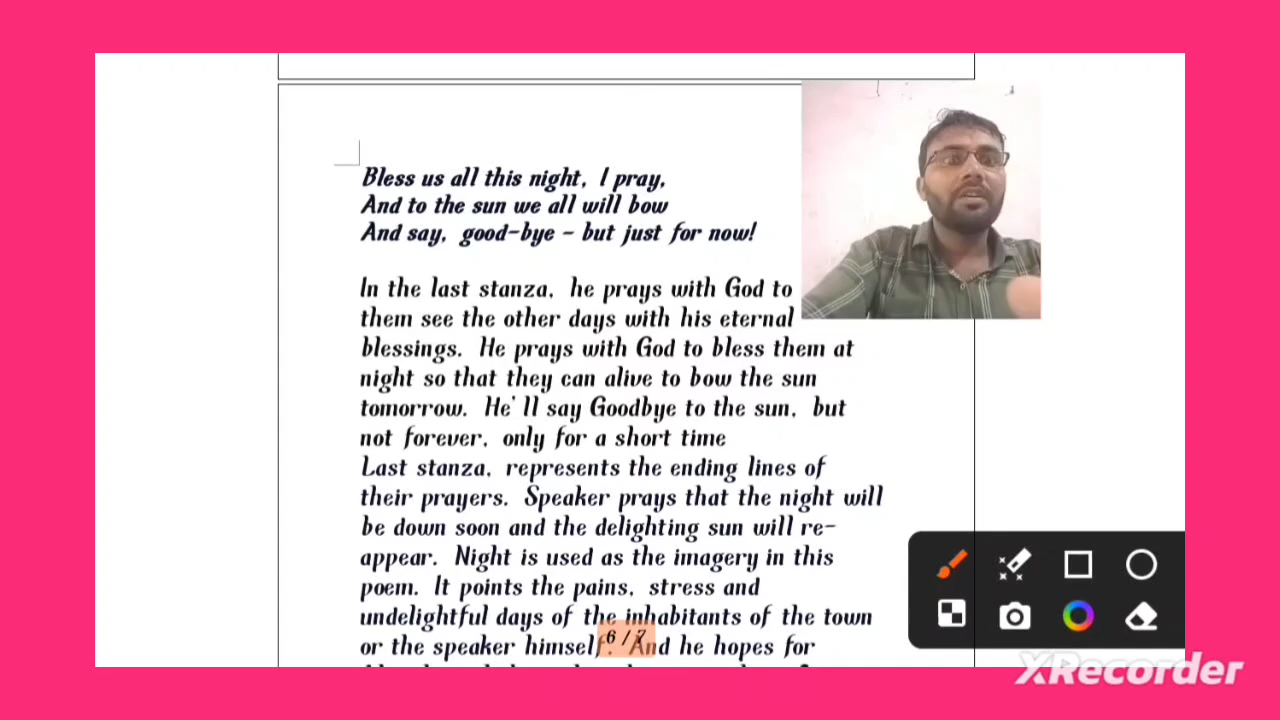 Bless us all this night, I pray,
And to the sun we all will bow
And say, good-bye - but just for now!
In the last stanza, he prays with God to
them see the other days with his eternal
blessings. He prays with God to bless them at
night so that they can alive to bow the sun
tomorrow. He'll say Goodbye to the sun, but
not forever, only for a short time
Last stanza, represents the ending lines of
their prayers. Speaker prays that the night will
be down soon and the delighting sun will re-
appear. Night is used as the imagery in this
poem. It points the pains, stress and
undelightful days of the inhabitants of the town
or the speaker himself. And he hopes for
6 / 7
XRecorder